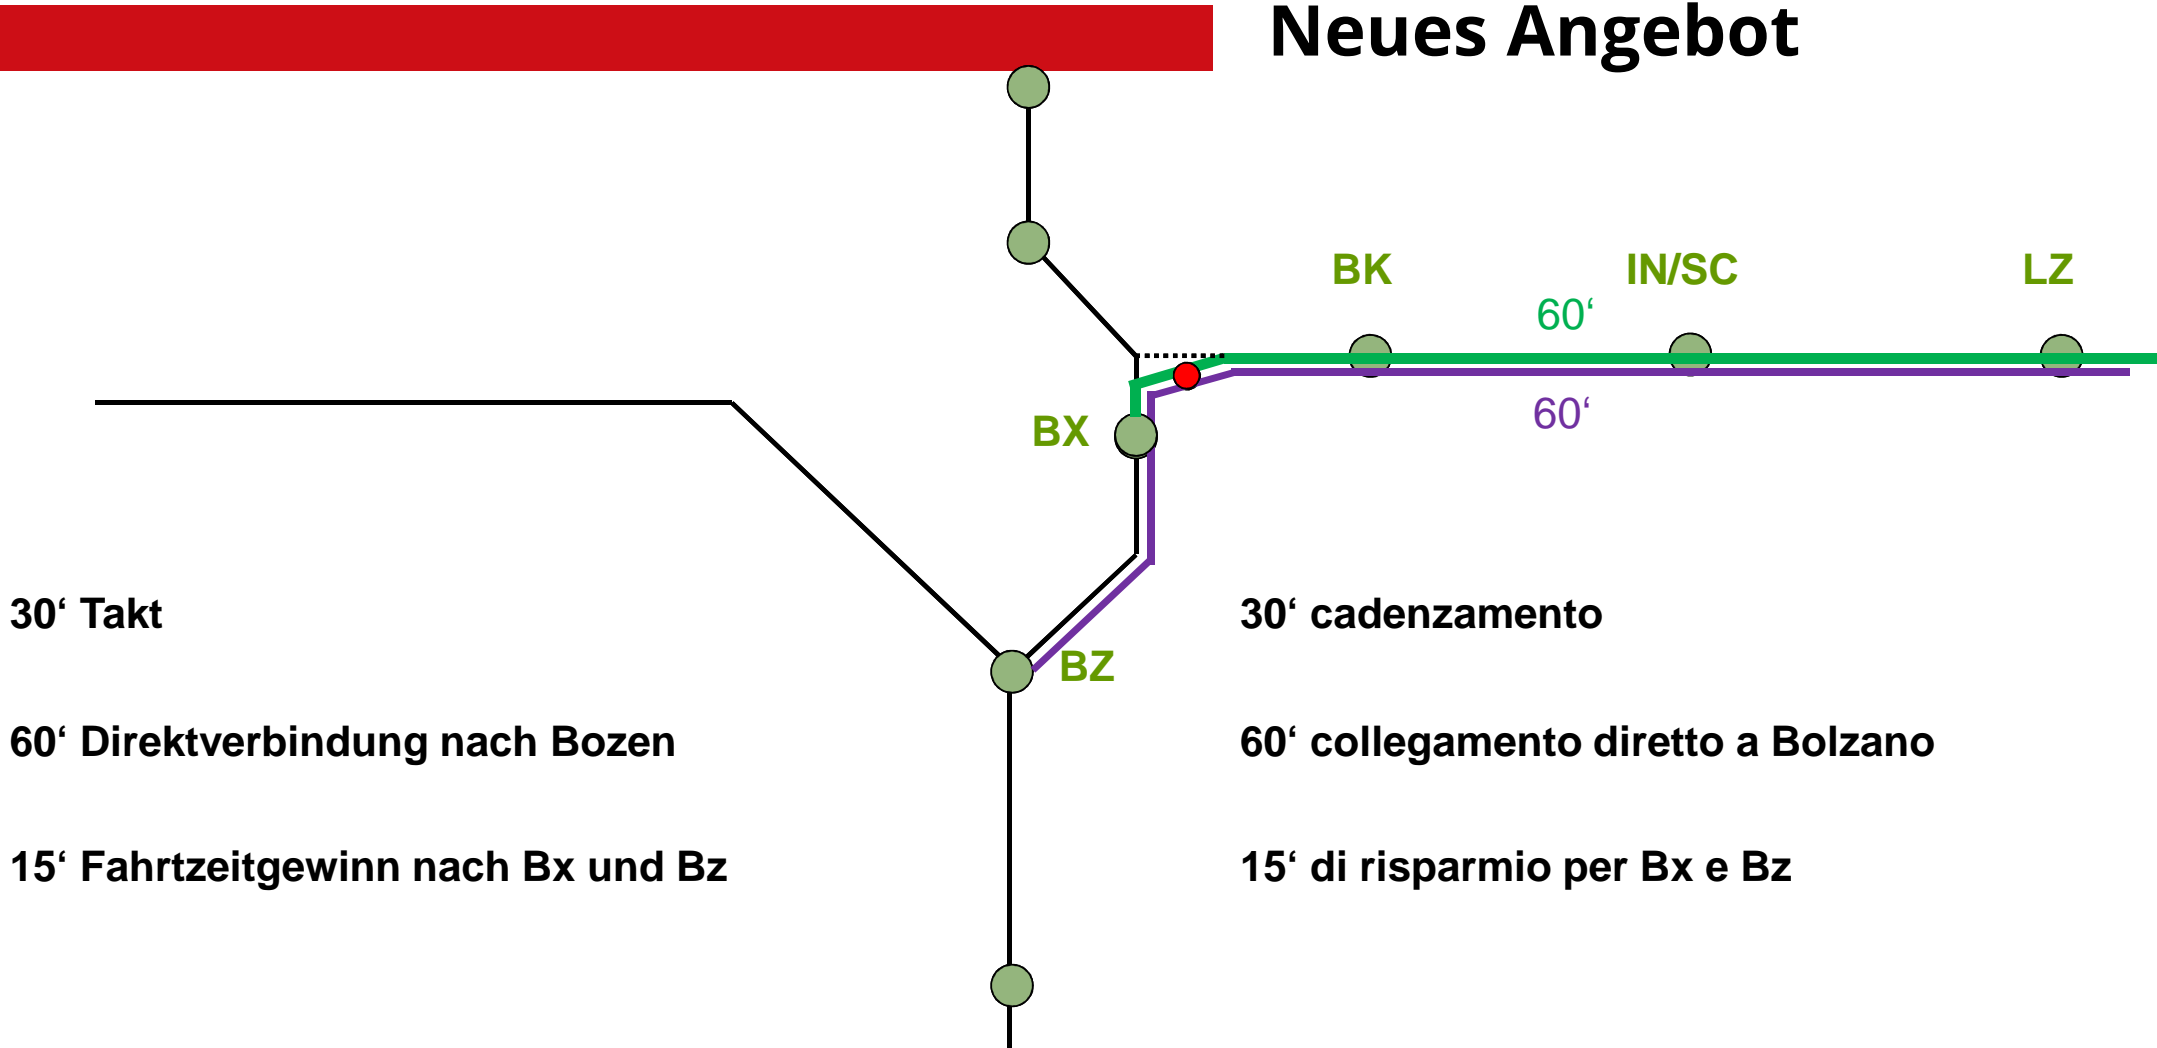 Neues Angebot
BK
IN/SC
LZ
60‘
60‘
BX
BZ
30‘ Takt
60‘ Direktverbindung nach Bozen
15‘ Fahrtzeitgewinn nach Bx und Bz
30‘ cadenzamento
60‘ collegamento diretto a Bolzano
15‘ di risparmio per Bx e Bz